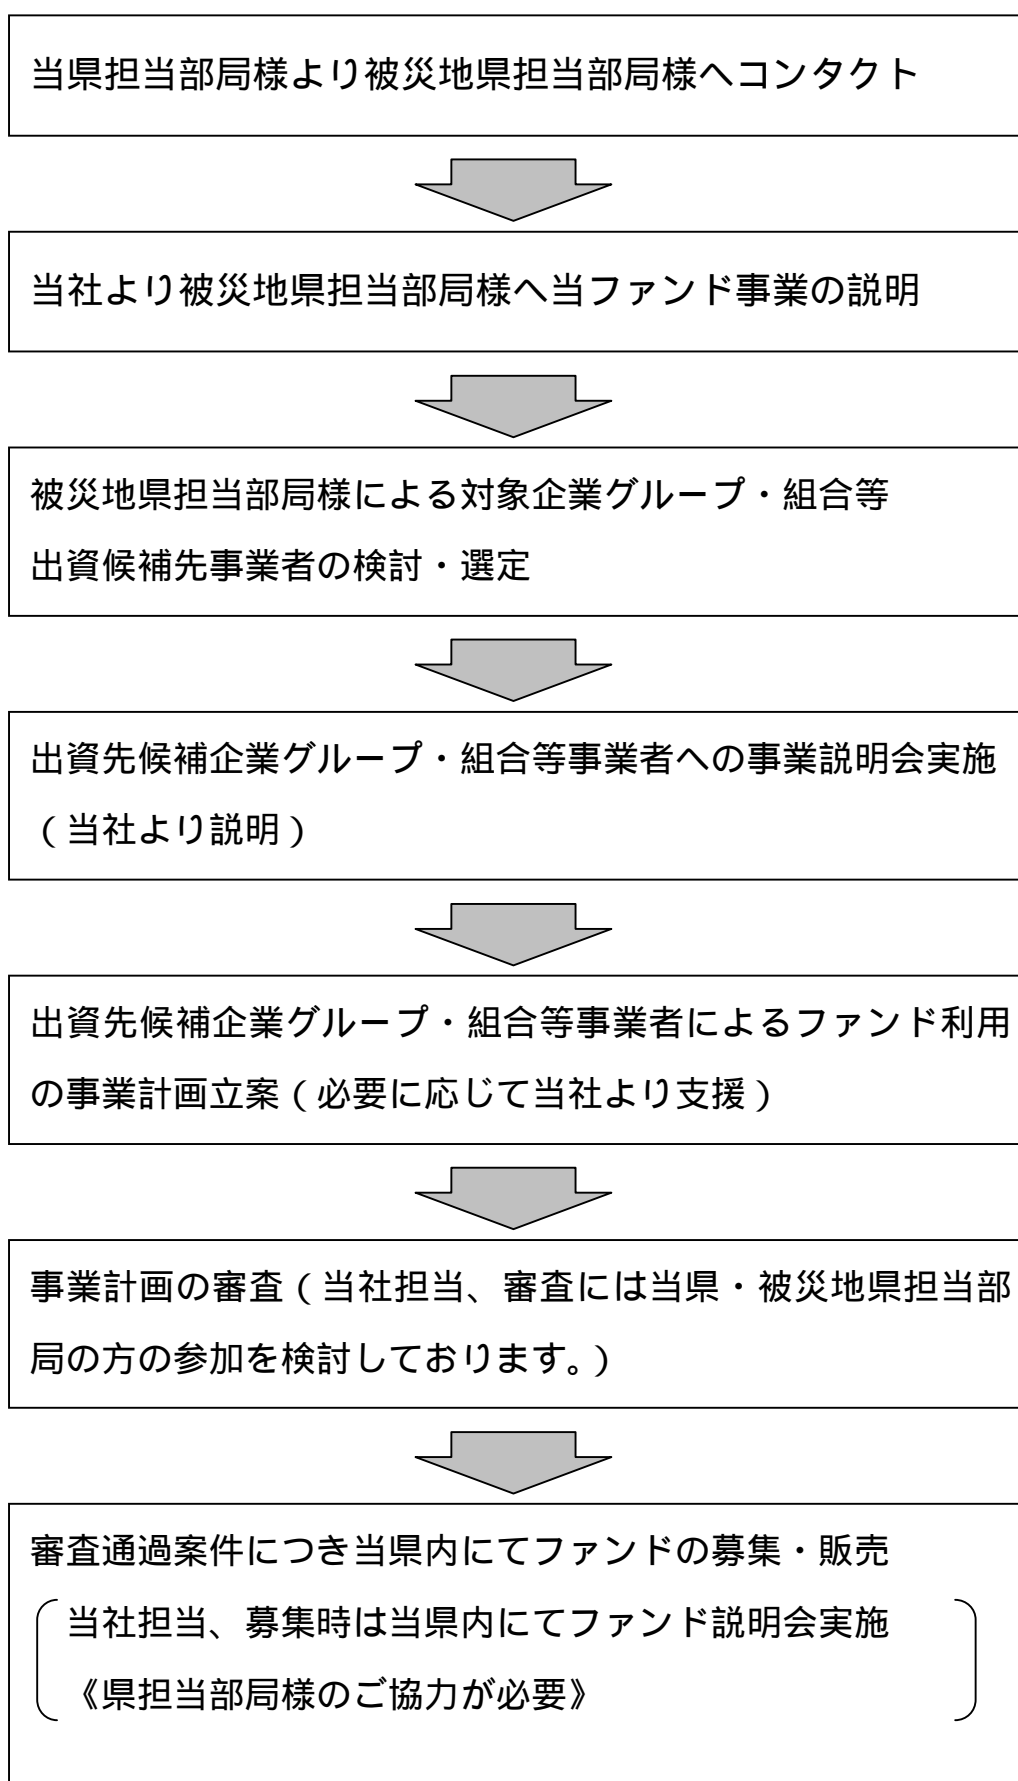 当県担当部局様より被災地県担当部局様へコンタクト
当社より被災地県担当部局様へ当ファンド事業の説明
被災地県担当部局様による対象企業グループ・組合等
出資候補先事業者の検討・選定
出資先候補企業グループ・組合等事業者への事業説明会実施
(当社より説明)
出資先候補企業グループ・組合等事業者によるファンド利用
の事業計画立案(必要に応じて当社より支援)
事業計画の審査(当社担当、審査には当県・被災地県担当部
局の方の参加を検討しております。)
審査通過案件につき当県内にてファンドの募集・販売
当社担当、募集時は当県内にてファンド説明会実施
《県担当部局様のご協力が必要》